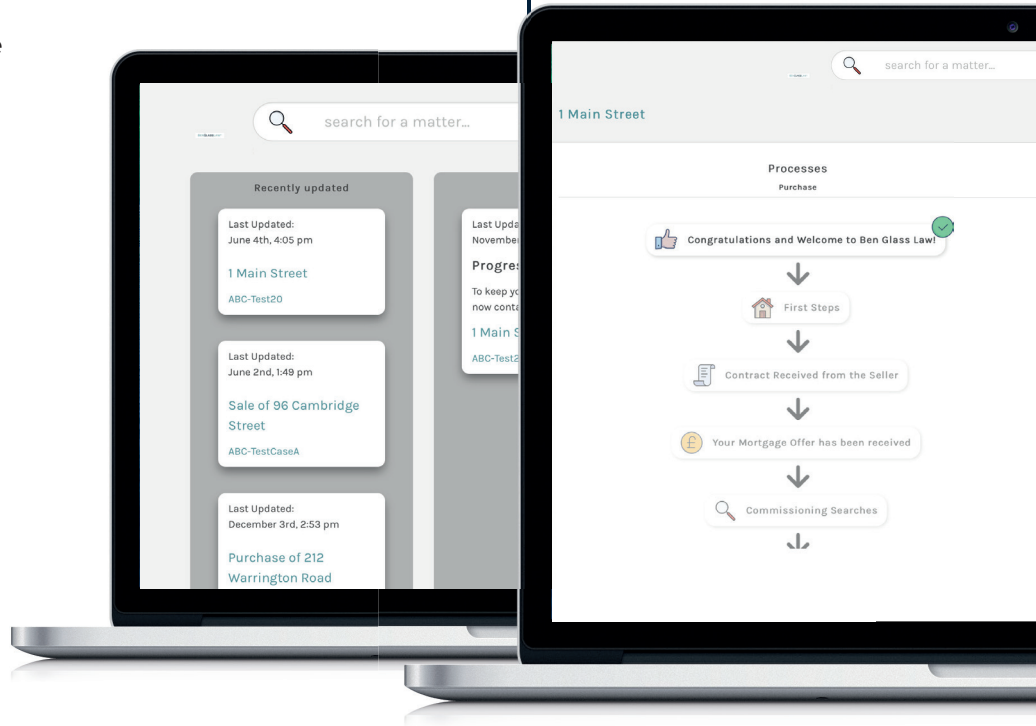 e
search for a matter...
Recently updated
Last Updated:
June 4th, 4:05 pm
1 Main Street
ABC-Test20
Last Updated:
June 2nd, 1:49 pm
Sale of 96 Cambridge
Street
ABC-TestCaseA
Last Updated:
December 3rd, 2:53 pm
Purchase of 212
Warrington Road
Last Upda
November
Progres
To keep yo
now conta
1 Main S
ABC-Test2
search for a matter...
1 Main Street
Processes
Purchase
Congratulations and Welcome to Ben Glass Law!
First Steps
Contract Received from the Seller
£
Your Mortgage Offer has been received
Commissioning Searches